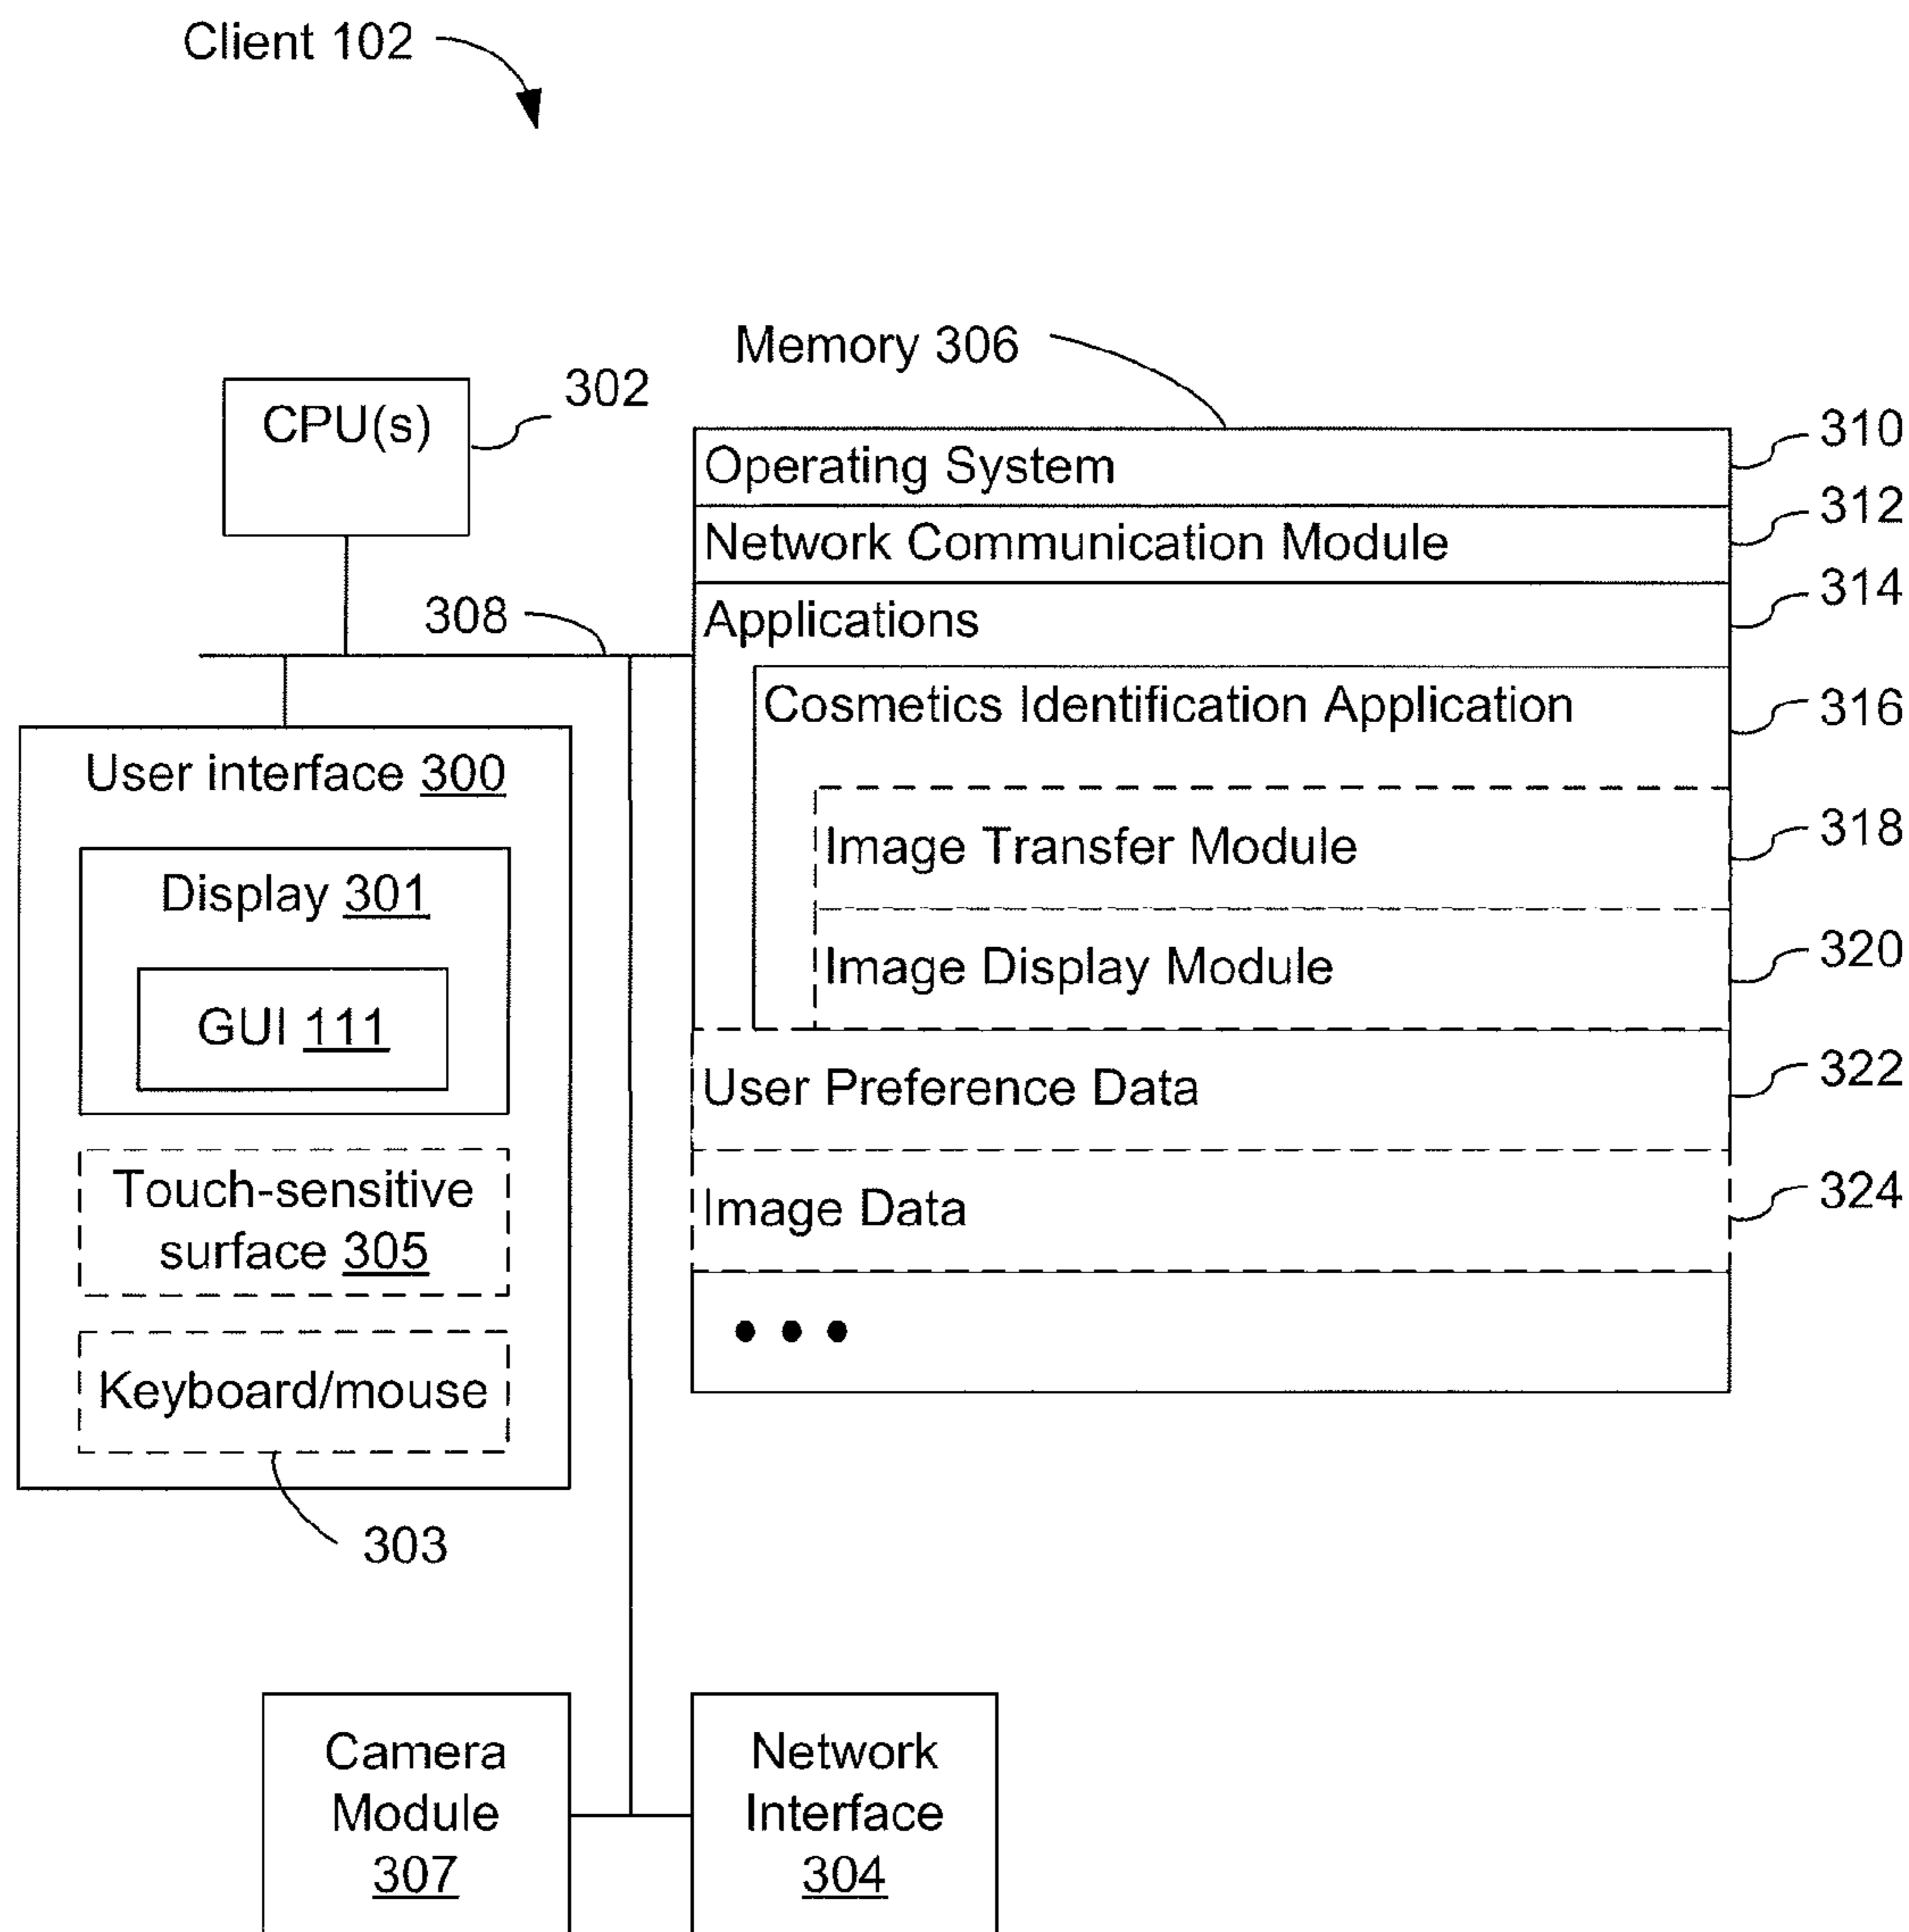 Client 102
Memory 306
CPU(s)
302
308
Operating System
310
Network Communication Module
312
Applications
314
Cosmetics Identification Application
316
Image Transfer Module
318
Image Display Module
320
User Preference Data
322
Image Data
324
User interface 300
Display 301
GUI 111
Touch-sensitive
surface 305
Keyboard/mouse
303
Camera
Module
307
Network
Interface
304